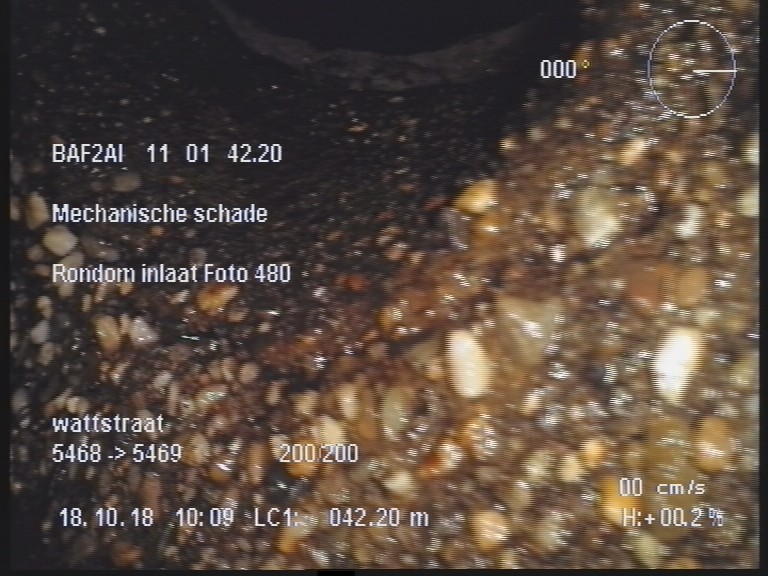 000°
BAF2AI 11 01 42.20
Mechanische schade
Rondom inlaat Foto 480
wattstraat
5468 -> 5469 200/200
00 cm/s
18.10.18 10:09 LC1: 042.20 m H:+00.2%